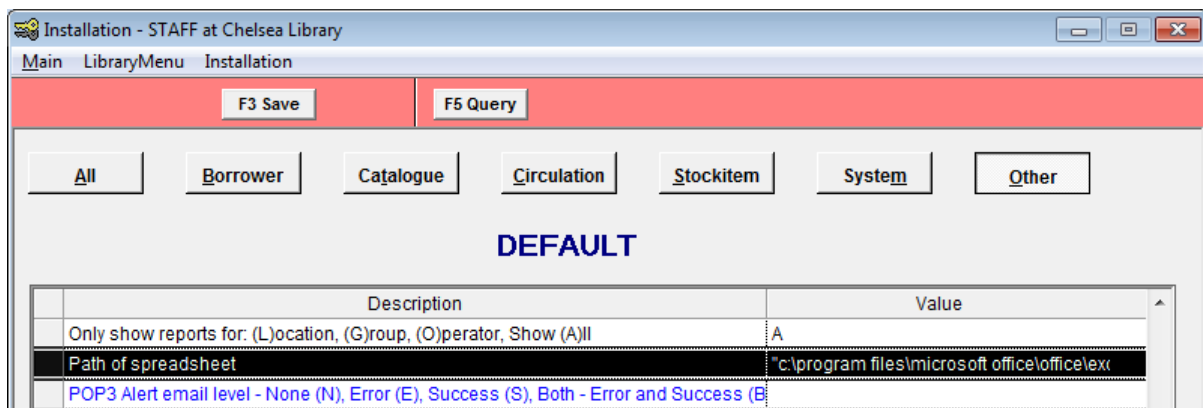 Installation - STAFF at Chelsea Library
Main LibraryMenu Installation
F3 Save F5 Query
All Borrower Catalogue Circulation Stockitem System Other
DEFAULT
Description Value
Only show reports for: (L)ocation, (G)roup, (O)perator, Show (A)ll A
Path of spreadsheet "c:\program files\microsoft office\office\exc
POP3 Alert email level - None (N), Error (E), Success (S), Both - Error and Success (B